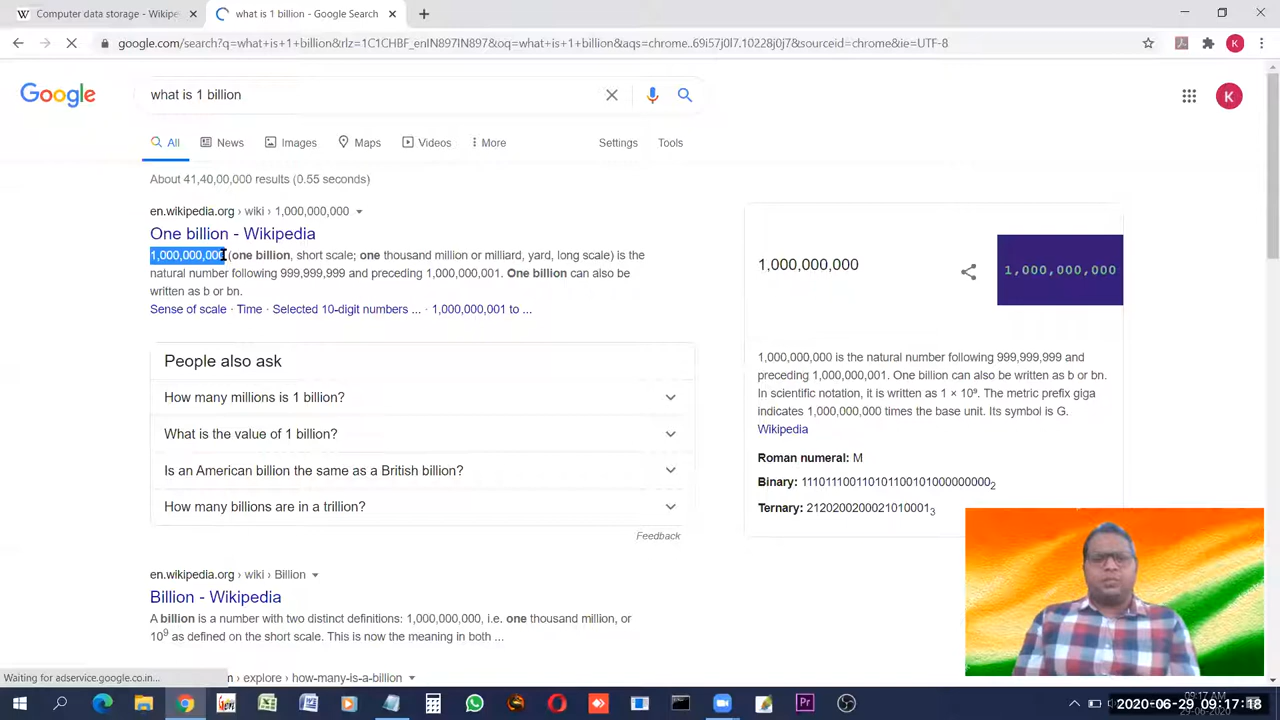 Computer data storage - Wikipe
what is 1 billion - Google Search
google.com/search?q=what+is+1+billion&rlz=1C1CHBF_enIN897IN897&oq=what+is+1+billion&aqs=chrome..69i57j0l7.10228j0j7&sourceid=chrome&ie=UTF-8
K
Google
what is 1 billion
K
All
News
Images
Maps
Videos
More
Settings
Tools
About 41,40,00,000 results (0.55 seconds)
en.wikipedia.org › wiki › 1,000,000,000
One billion - Wikipedia
1,000,000,000 (one billion, short scale; one thousand million or milliard, yard, long scale) is the
natural number following 999,999,999 and preceding 1,000,000,001. One billion can also be
written as b or bn.
Sense of scale · Time · Selected 10-digit numbers ... · 1,000,000,001 to ...
People also ask
How many millions is 1 billion?
What is the value of 1 billion?
Is an American billion the same as a British billion?
How many billions are in a trillion?
Feedback
en.wikipedia.org › wiki › Billion
Billion - Wikipedia
A billion is a number with two distinct definitions: 1,000,000,000, i.e. one thousand million, or
10⁹ as defined on the short scale. This is now the meaning in both ...
m › explore › how-many-is-a-billion
1,000,000,000
1,000,000,000
1,000,000,000 is the natural number following 999,999,999 and
preceding 1,000,000,001. One billion can also be written as b or bn.
In scientific notation, it is written as 1 × 10⁹. The metric prefix giga
indicates 1,000,000,000 times the base unit. Its symbol is G.
Wikipedia
Roman numeral: M
Binary: 111011100110101100101000000000₂
Ternary: 2120200200021010001₃
Waiting for adservice.google.co.in...
Pr
09:17 AM
29-06-2020
2020-06-29 09:17:18